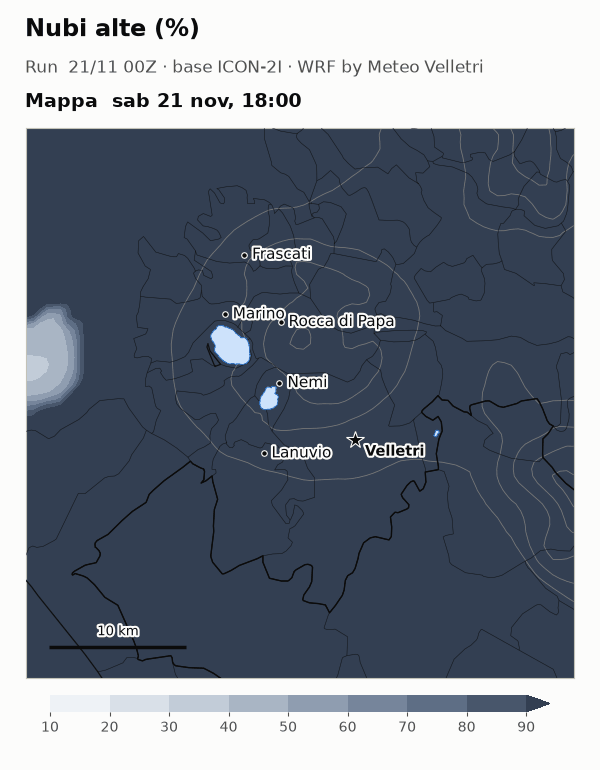 Nubi alte (%)
Run  21/11 00Z · base ICON-2I · WRF by Meteo Velletri
Mappa  sab 21 nov, 18:00
Frascati
Marino
Rocca di Papa
Nemi
Velletri
Lanuvio
10 km
10 20 30 40 50 60 70 80 90